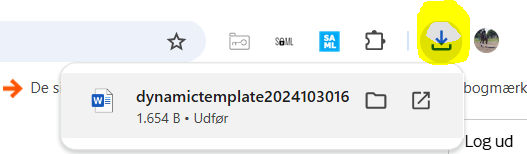 SAML
SA
ML
dynamictemplate2024103016
1.654 B • Udfør
De s
bogmærk
Log ud